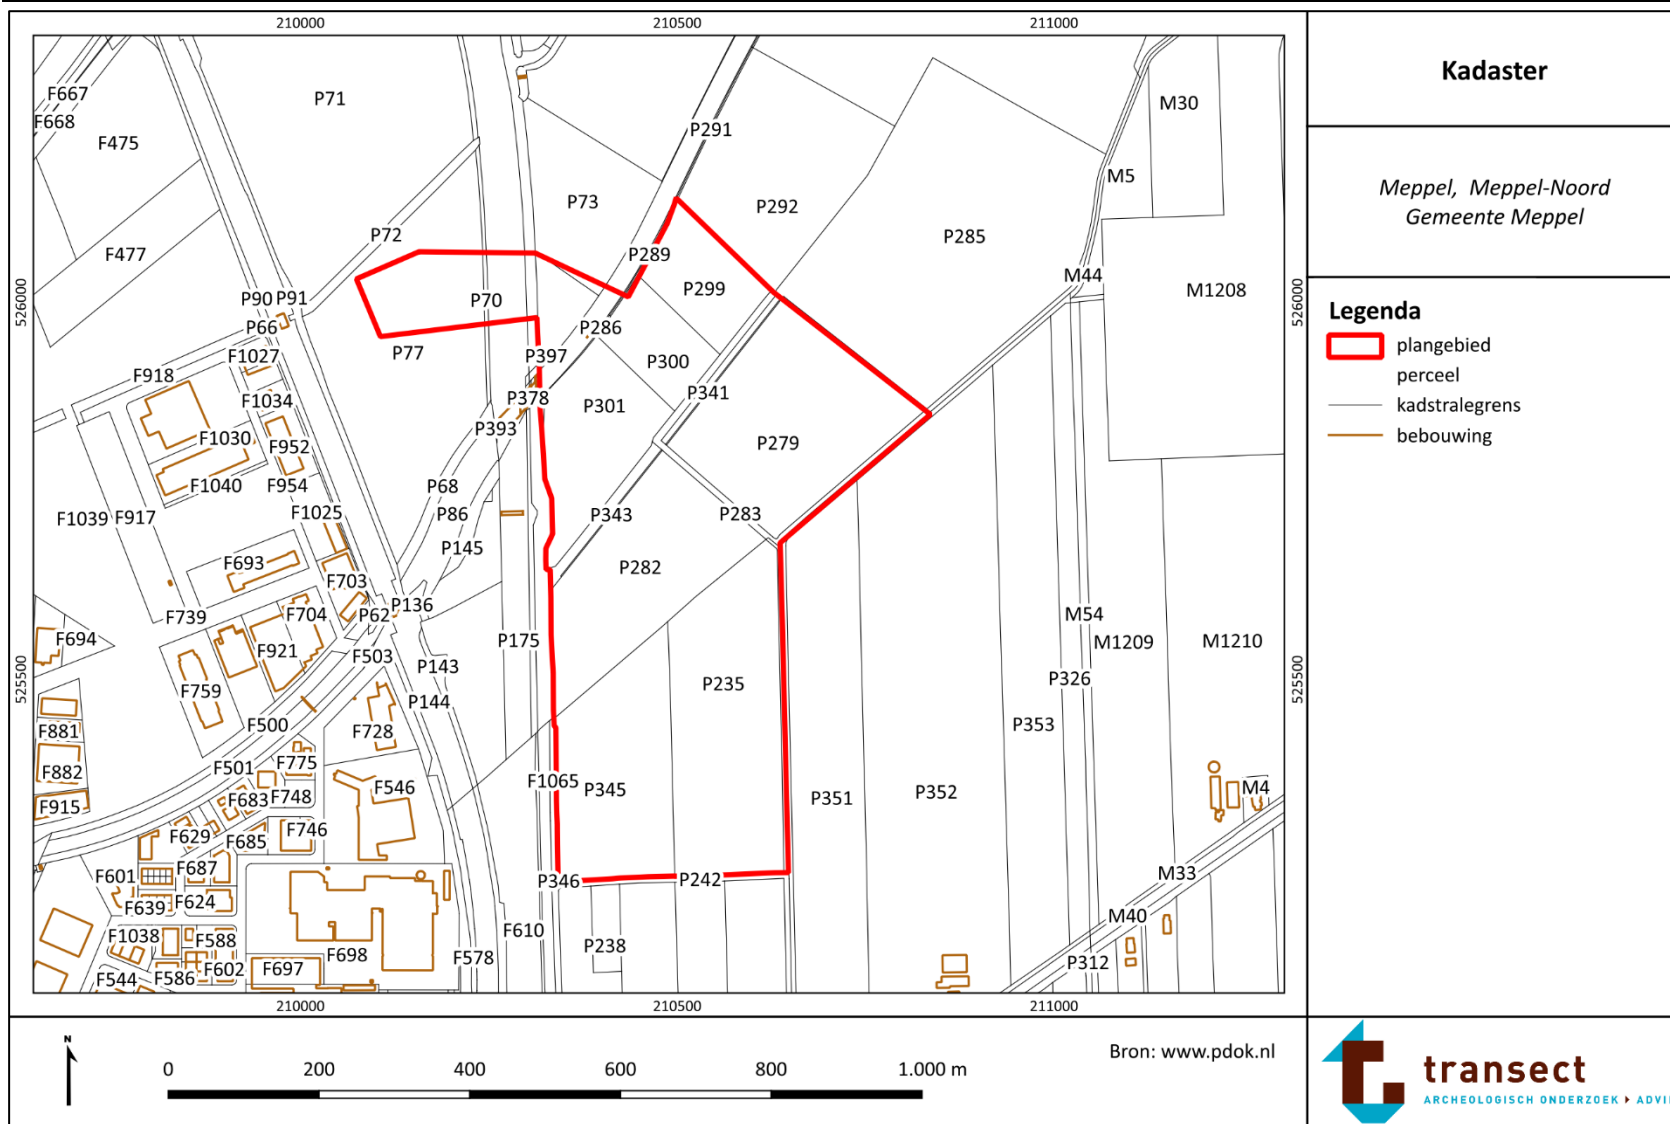 210000
210500
211000
F667
P71
M30
F668
P291
F475
M5
P73
P292
P72
P285
F477
P289
M44
P90 P91
P70
P299
M1208
526000
526000
P66
P286
F1027
P77
P397
P300
F918
P341
F1034
P378
P301
F1030
P393
F952
P279
F1040
F954
P68
F1039
F917
F1025
P86
P343
P283
P145
F693
P282
F703
P136
F739
F704
P62
M54
F694
P175
M1209
M1210
F921
F503
P143
525500
525500
F759
P144
P235
P326
F500
F728
P353
F881
F501
F775
F882
F1065
P345
F546
P351
P352
M4
F915
F683
F748
F629
F685
F746
F601
F687
P346
P242
M33
F639
F624
M40
F1038
F588
F698
F610
P238
F578
P312
F544
F586
F602
F697
210000
210500
211000
Kadaster
Meppel, Meppel-Noord
Gemeente Meppel
Legenda
plangebied
perceel
kadstralegrens
bebouwing
N
0
200
400
600
800
1.000 m
Bron: www.pdok.nl
transect
ARCHEOLOGISCH ONDERZOEK ADVI